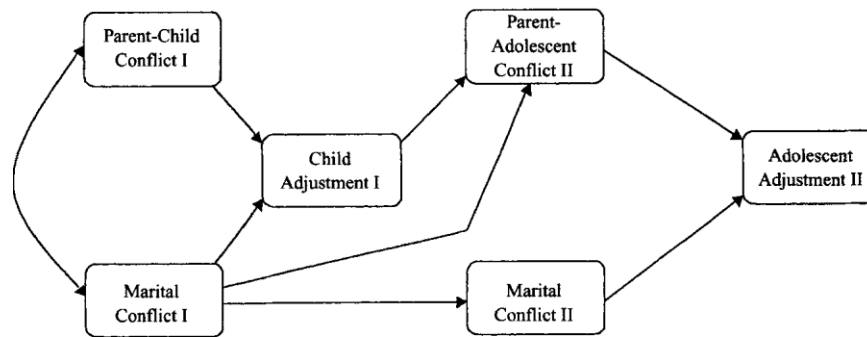 Parent-Child
Conflict I
Parent-
Adolescent
Conflict II
Child
Adjustment I
Adolescent
Adjustment II
Marital
Conflict I
Marital
Conflict II